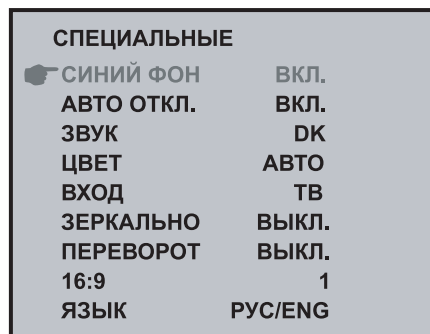 СПЕЦИАЛЬНЫЕ
СИНИЙ ФОН ВКЛ.
АВТО ОТКЛ. ВКЛ.
ЗВУК DK
ЦВЕТ АВТО
ВХОД ТВ
ЗЕРКАЛЬНО ВЫКЛ.
ПЕРЕВОРОТ ВЫКЛ.
16:9 1
ЯЗЫК РУС/ENG